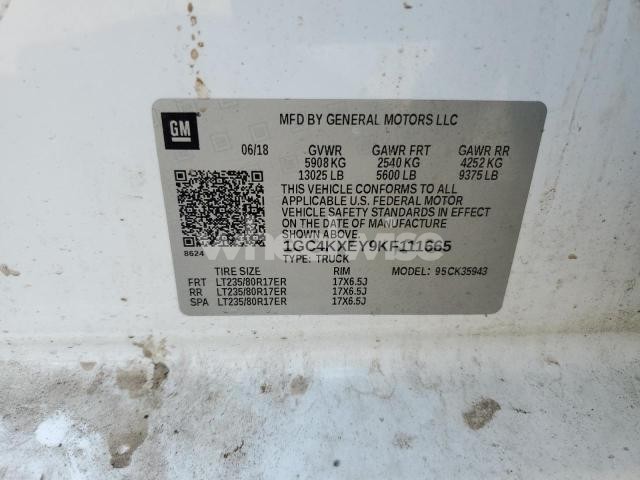 GM
MFD BY GENERAL MOTORS LLC
06/18 GVWR GAWR FRT GAWR RR
5908 KG 2540 KG 4252 KG
13025 LB 5600 LB 9375 LB
THIS VEHICLE CONFORMS TO ALL
APPLICABLE U.S. FEDERAL MOTOR
VEHICLE SAFETY STANDARDS IN EFFECT
ON THE DATE OF MANUFACTURE
SHOWN ABOVE.
1GC4KXEY9KF111665
8624 TYPE: TRUCK
TIRE SIZE RIM MODEL: 95CK35943
FRT LT235/80R17ER 17X6.5J
RR LT235/80R17ER 17X6.5J
SPA LT235/80R17ER 17X6.5J